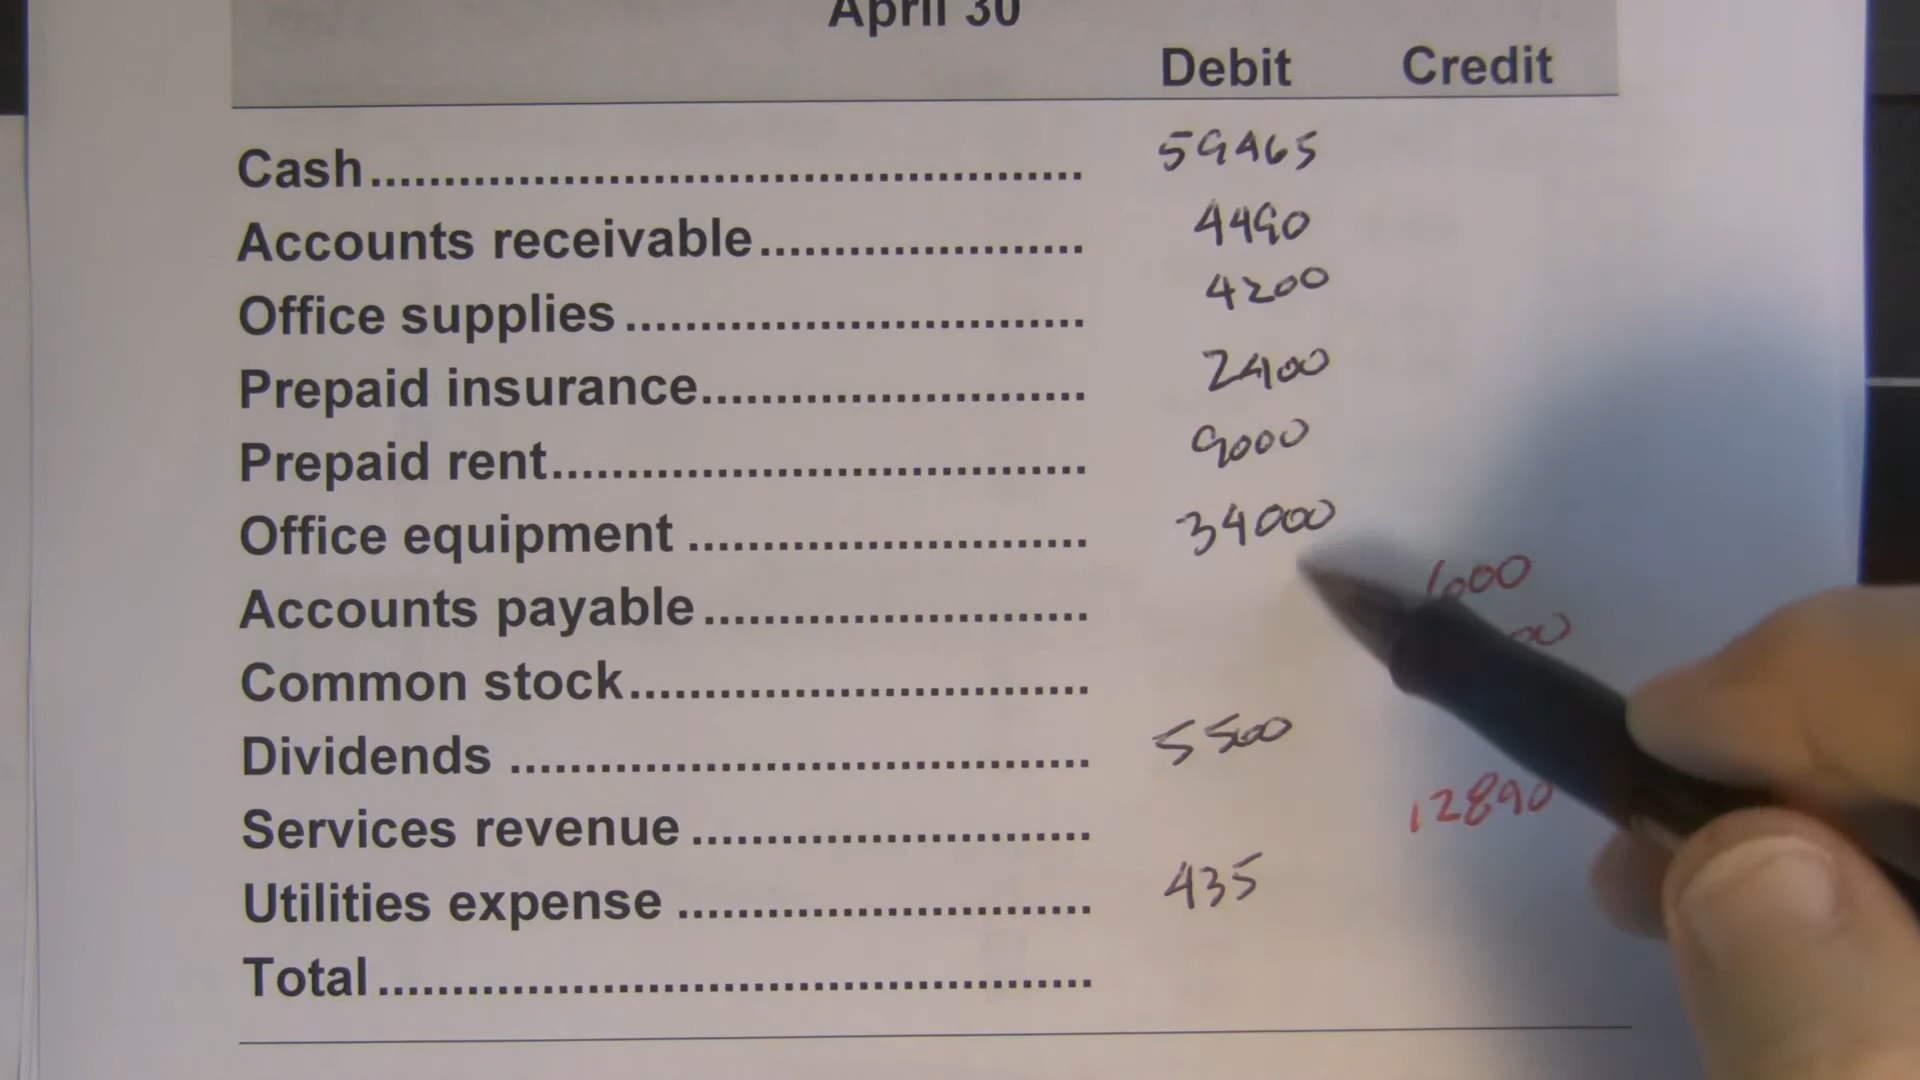 April 30
Debit Credit
Cash................................................ 59465
Accounts receivable...................... 4490
Office supplies ............................... 4200
Prepaid insurance.......................... 2400
Prepaid rent.................................... 9000
Office equipment ........................... 34000
Accounts payable .......................... 600
Common stock...............................
Dividends ....................................... 5500
Services revenue ........................... 12890
Utilities expense ............................ 435
Total ................................................